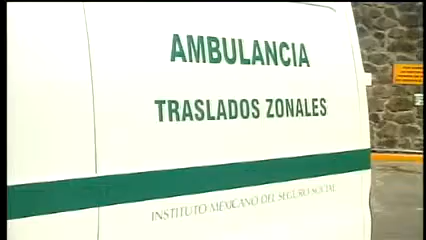 AMBULANCIA
TRASLADOS ZONALES
INSTITUTO MEXICANO DEL SEGURO SOCIAL